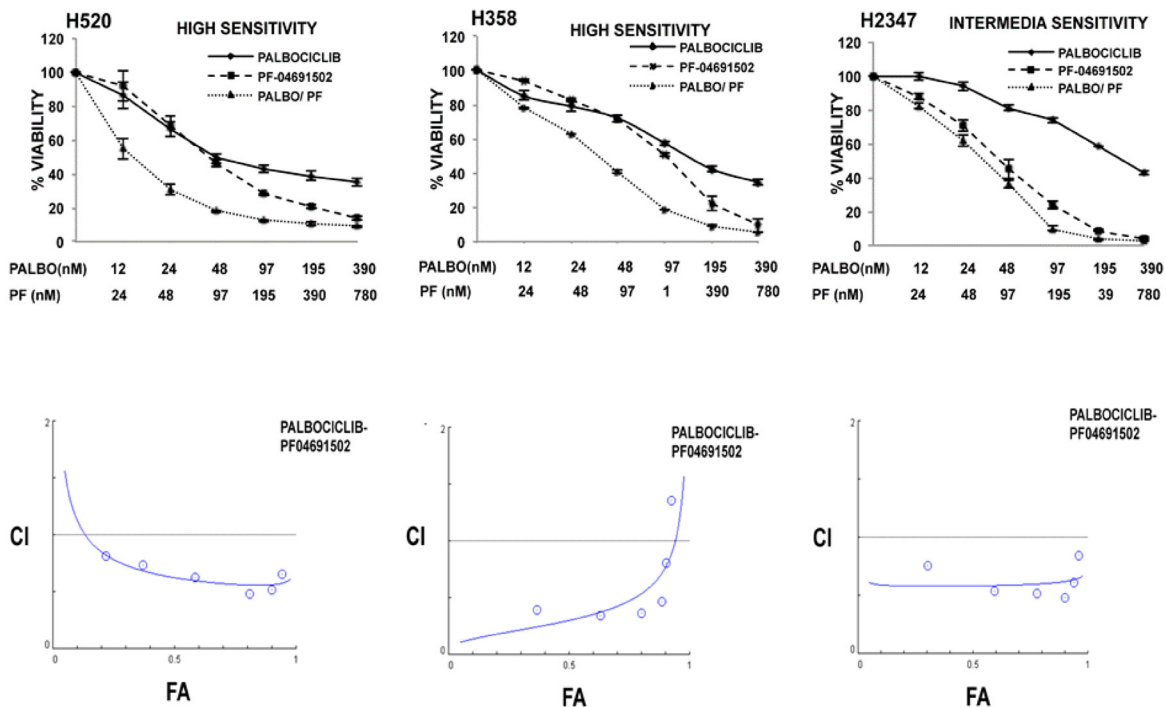 H520
HIGH SENSITIVITY
PALBOCICLIB
PF-04691502
PALBO/ PF
120
100
80
60
40
20
0
% VIABILITY
PALBO(nM) 12 24 48 97 195 390
PF (nM) 24 48 97 195 390 780
H358
HIGH SENSITIVITY
PALBOCICLIB
PF-04691502
PALBO/ PF
120
100
80
60
40
20
0
% VIABILITY
PALBO(nM) 12 24 48 97 195 390
PF (nM) 24 48 97 1 390 780
H2347
INTERMEDIA SENSITIVITY
PALBOCICLIB
PF-04691502
PALBO/ PF
120
100
80
60
40
20
0
% VIABILITY
PALBO(nM) 12 24 48 97 195 390
PF (nM) 24 48 97 195 39 780
PALBOCICLIB-
PF04691502
2
CI
0
0 0.5 1
FA
PALBOCICLIB-
PF04691502
2
CI
0
0 0.5 1
FA
PALBOCICLIB-
PF04691502
2
CI
0
0 0.5 1
FA